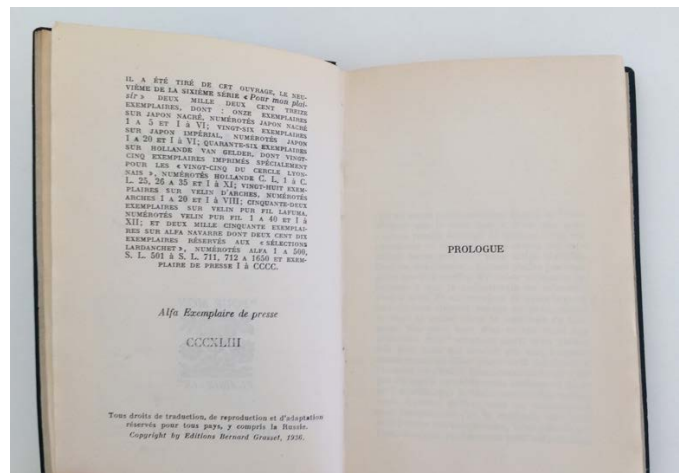 IL A ÉTÉ TIRÉ DE CET OUVRAGE, LE NEU-
VIÈME DE LA SIXIÈME SÉRIE « Pour mon plai-
sir » DEUX MILLE DEUX CENT TREIZE
EXEMPLAIRES, DONT : ONZE EXEMPLAIRES
SUR JAPON NACRÉ, NUMÉROTÉS JAPON NACRÉ
1 A 5 ET I à VI; VINGT-SIX EXEMPLAIRES
SUR JAPON IMPÉRIAL, NUMÉROTÉS JAPON
I A 20 ET I à VI; QUARANTE-SIX EXEMPLAIRES
SUR HOLLANDE VAN GELDER, DONT VINGT-
CINQ EXEMPLAIRES IMPRIMÉS SPÉCIALEMENT
POUR LES « VINGT-CINQ DU CERCLE LYON-
NAIS », NUMÉROTÉS HOLLANDE C. L. I à C.
L. 25, 26 A 35 ET I à XI; VINGT-HUIT EXEM-
PLAIRES SUR VELIN D'ARCHES, NUMÉROTÉS
ARCHES I A 20 ET I à VIII; CINQUANTE-DEUX
EXEMPLAIRES SUR VELIN PUR FIL LAFUMA,
NUMÉROTÉS VELIN PUR FIL I A 40 ET I à
XII; ET DEUX MILLE CINQUANTE EXEMPLAI-
RES SUR ALFA NAVARRE DONT DEUX CENT DIX
EXEMPLAIRES RÉSERVÉS AUX « SÉLECTIONS
LARDANCHET », NUMÉROTÉS ALFA I A 500,
S. L. 501 à S. L. 711, 712 A 1650 ET EXEM-
PLAIRE DE PRESSE I à CCCC.
Alfa Exemplaire de presse
CCCXLIII
Tous droits de traduction, de reproduction et d'adaptation
réservés pour tous pays, y compris la Russie.
Copyright by Editions Bernard Grasset, 1936.
PROLOGUE